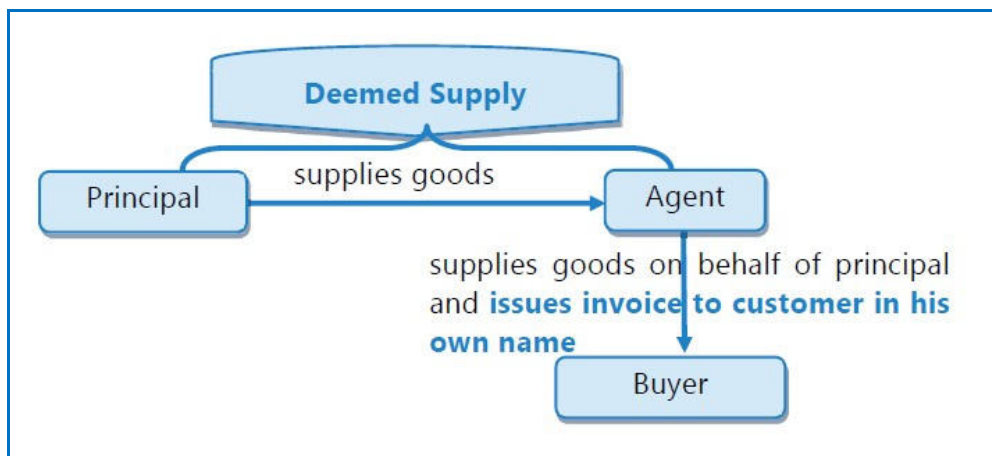 Deemed Supply
supplies goods
Principal
Agent
supplies goods on behalf of principal
and issues invoice to customer in his
own name
Buyer